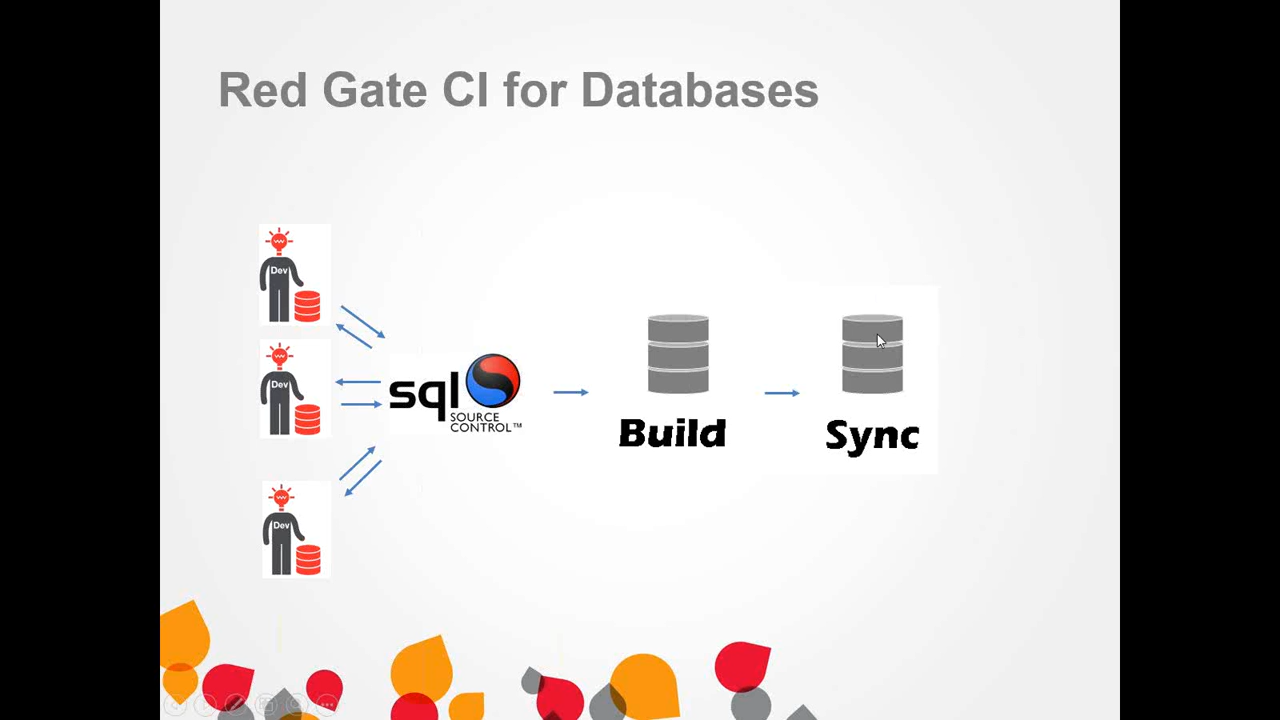 Red Gate CI for Databases
Dev
Dev
Dev
sql
SOURCE
CONTROL™
Build
Sync